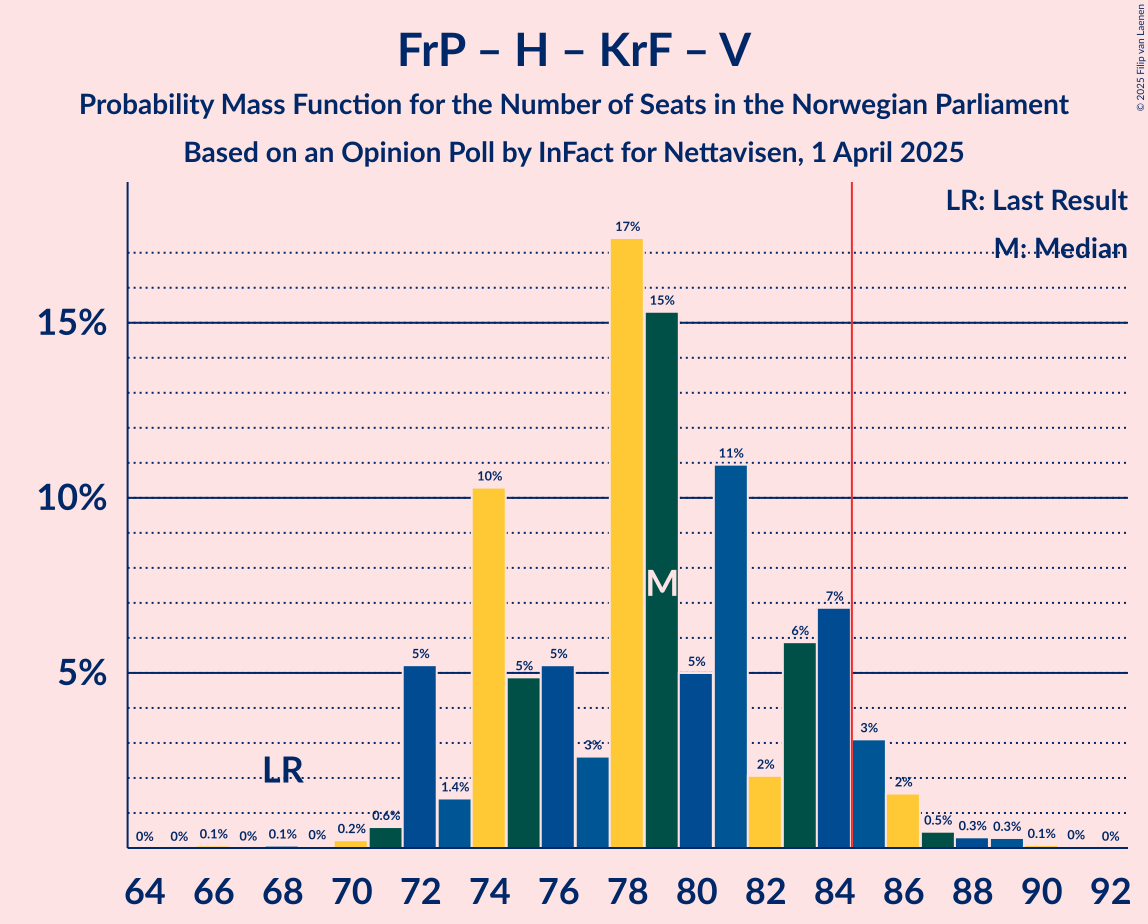 FrP – H – KrF – V
Probability Mass Function for the Number of Seats in the Norwegian Parliament
Based on an Opinion Poll by InFact for Nettavisen, 1 April 2025
© 2025 Filip van Laenen
LR: Last Result
M: Median
17%
15%
15%
11%
10%
10%
7%
6%
5%
5%
5%
5%
5%
3%
3%
2%
2%
1.4%
LR
M
0% 0% 0.1% 0% 0.1% 0% 0.2% 0.6% 0.5% 0.3% 0.3% 0.1% 0% 0%
64 66 68 70 72 74 76 78 80 82 84 86 88 90 92